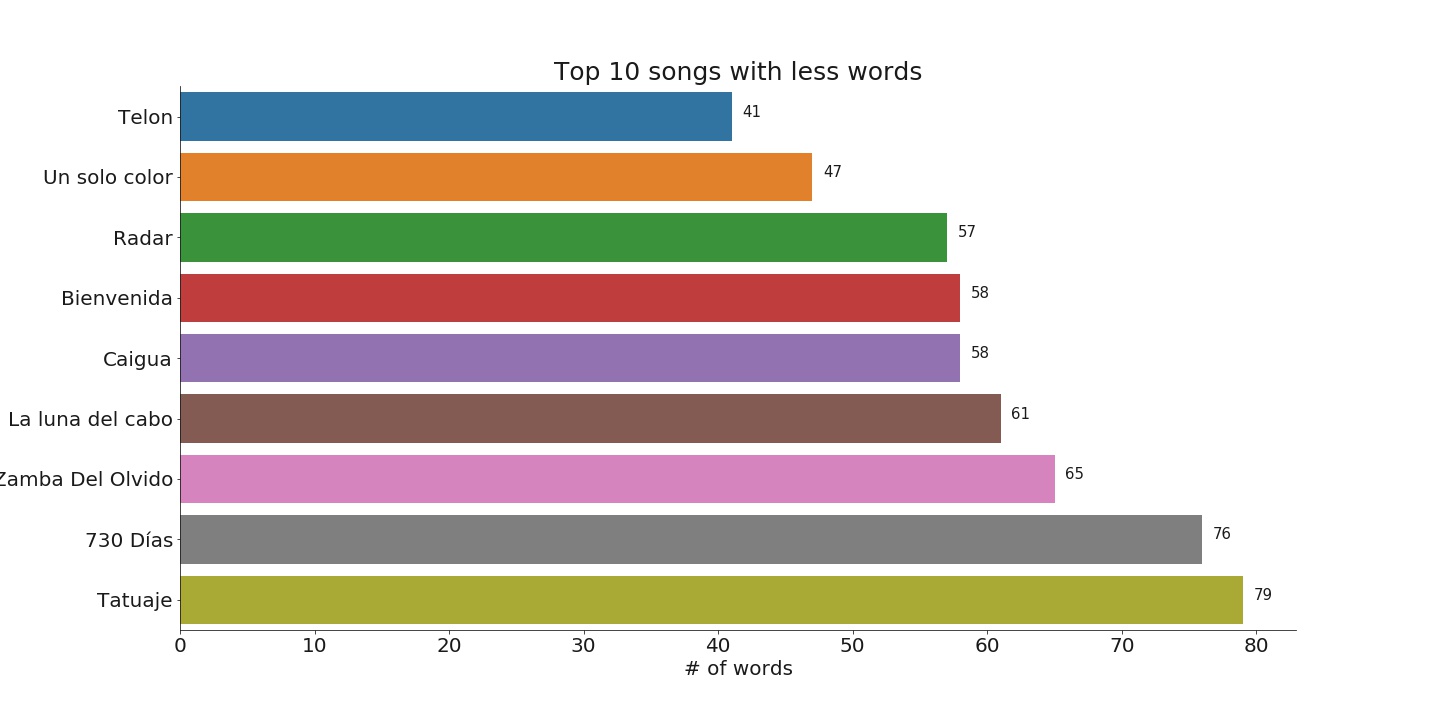 Top 10 songs with less words
Telon 41
Un solo color 47
Radar 57
Bienvenida 58
Caigua 58
La luna del cabo 61
Zamba Del Olvido 65
730 Días 76
Tatuaje 79
0 10 20 30 40 50 60 70 80
# of words